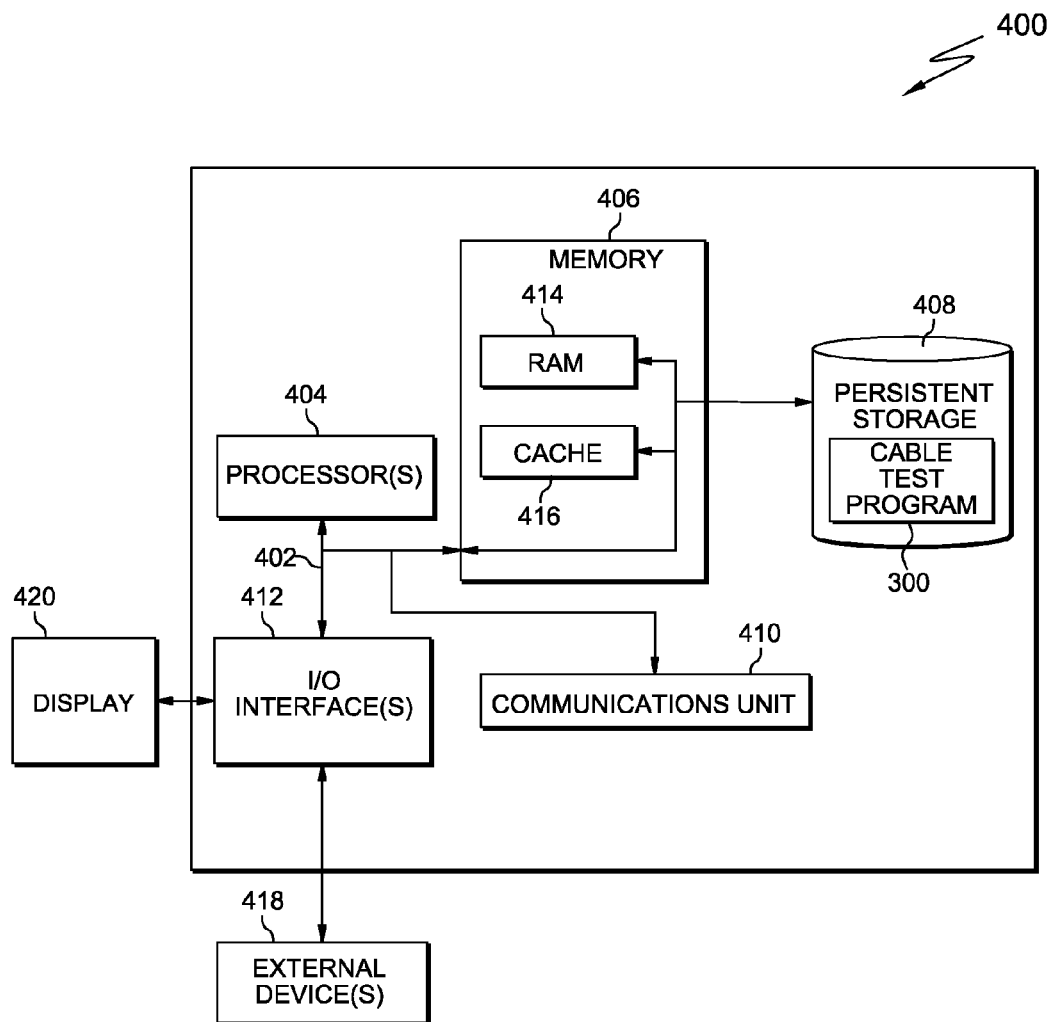 400
406
MEMORY
414
RAM
408
PERSISTENT
STORAGE
404
PROCESSOR(S)
CACHE
416
CABLE
TEST
PROGRAM
402
300
420
412
410
DISPLAY
I/O
INTERFACE(S)
COMMUNICATIONS UNIT
418
EXTERNAL
DEVICE(S)